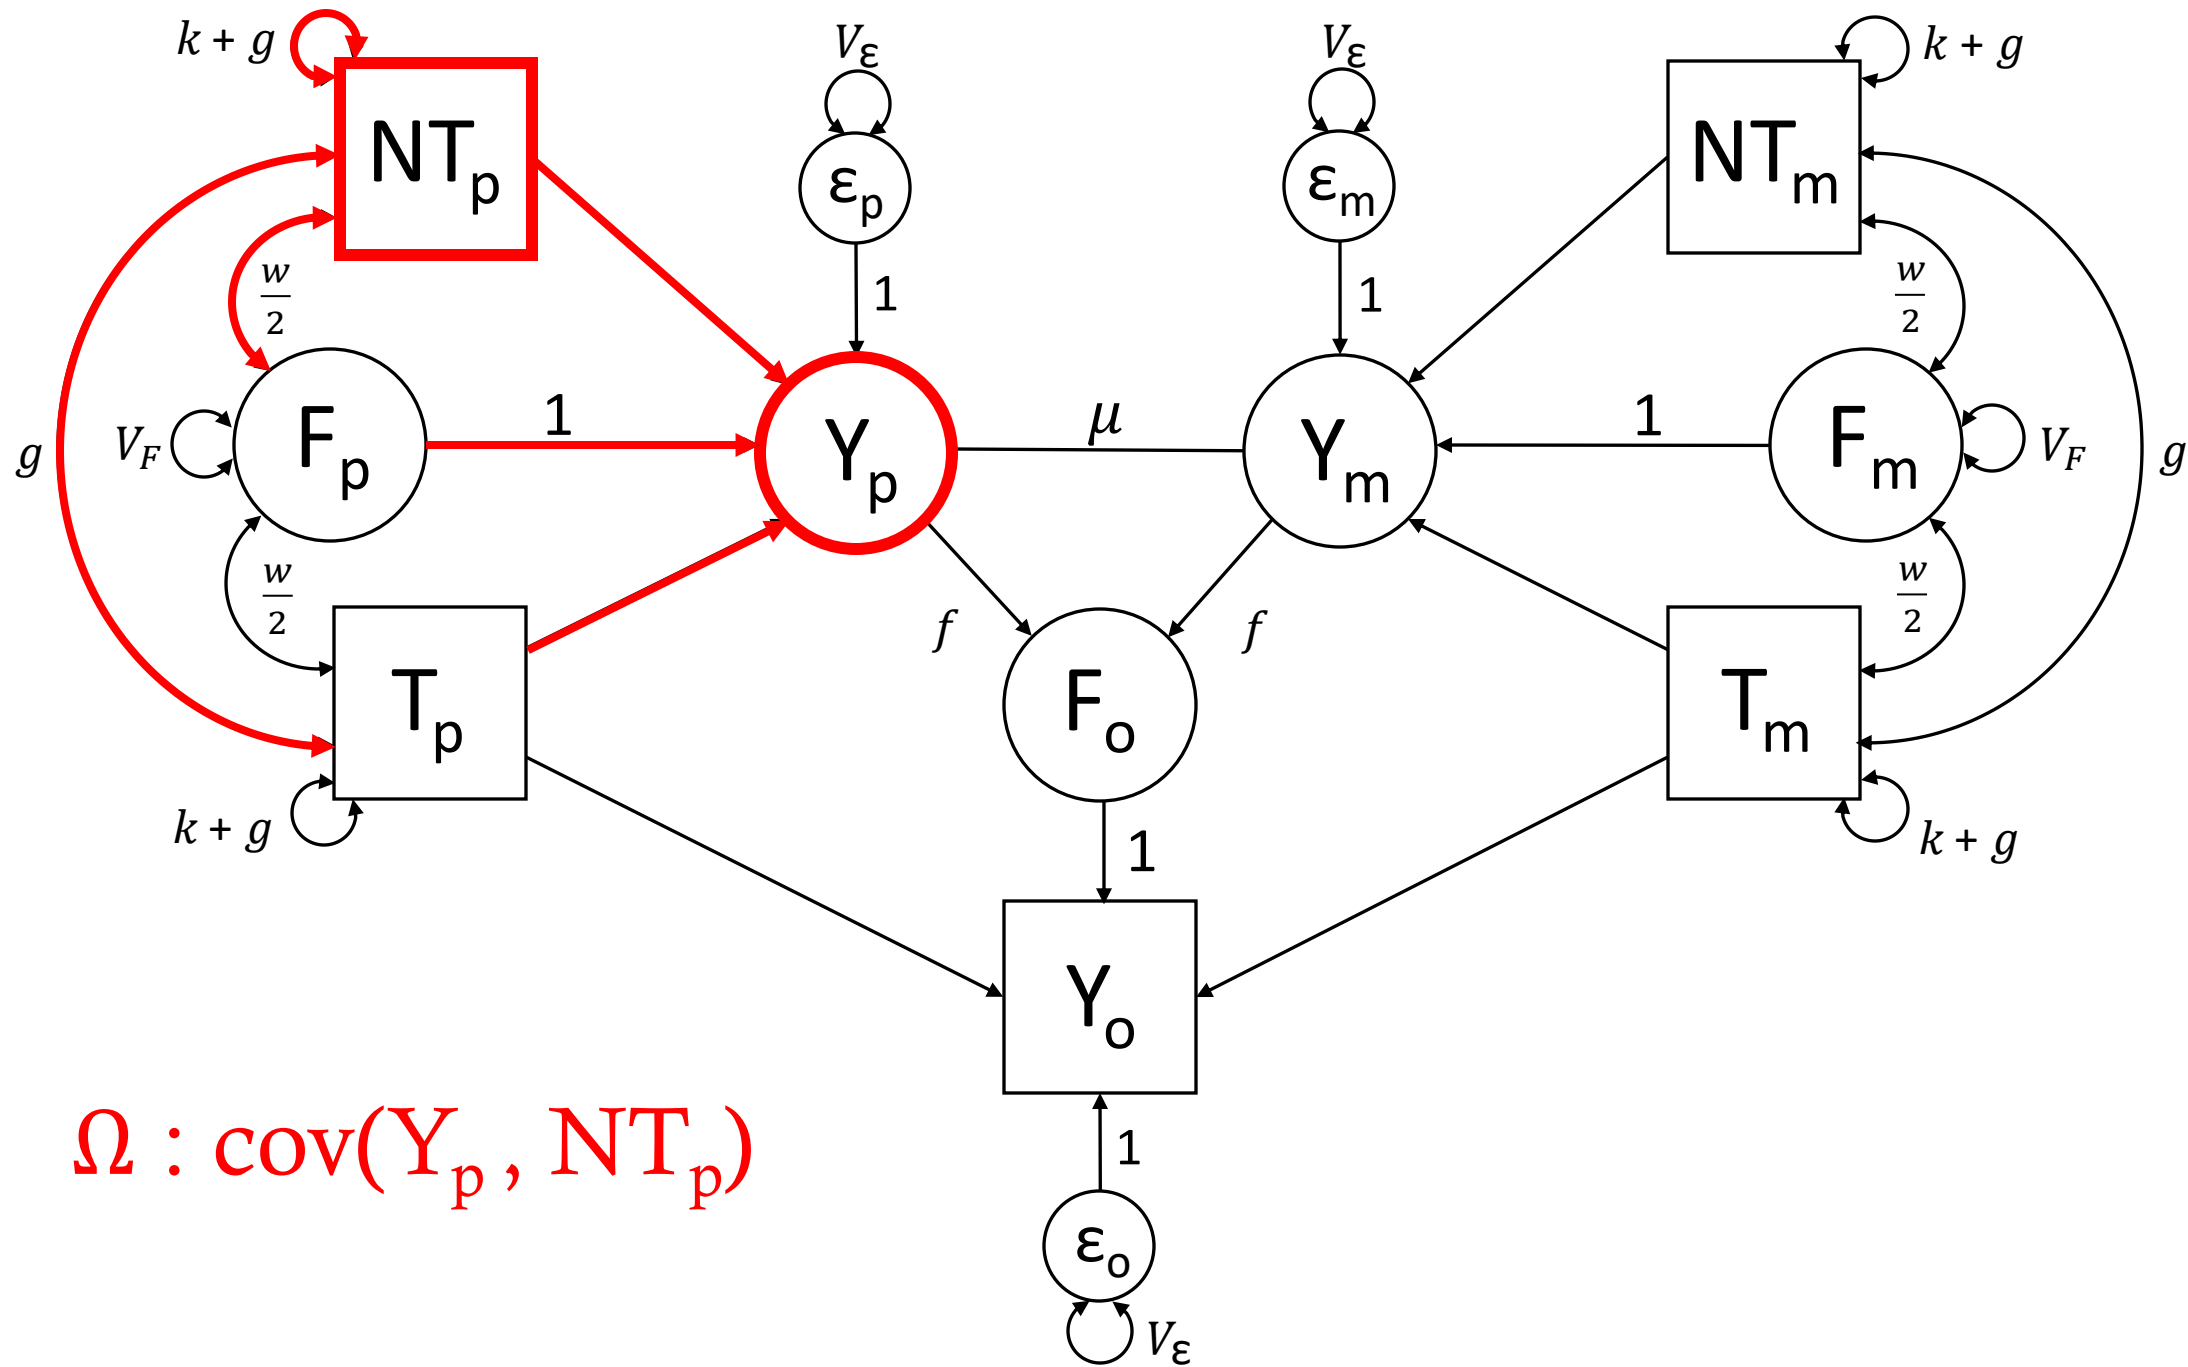 k + g
Vε
Vε
k + g
NTp
εp
εm
NTm
w/2
1
1
w/2
g
VF
Fp
1
Yp
μ
Ym
1
Fm
VF
g
w/2
f
f
w/2
Tp
Fo
Tm
k + g
1
k + g
Yo
Ω : cov(Yp , NTp)
1
εo
Vε